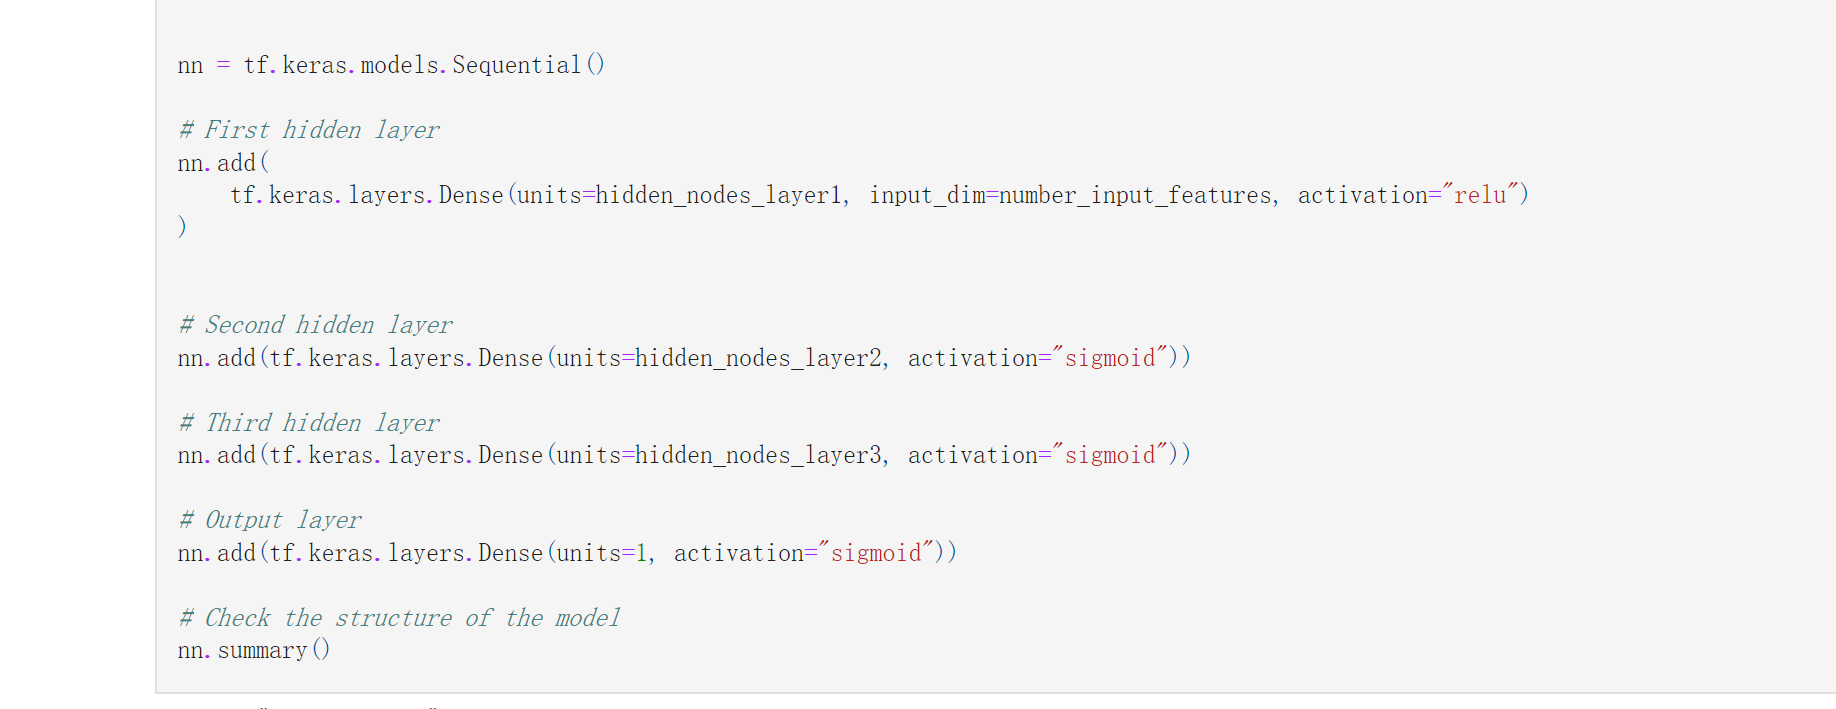 nn = tf.keras.models.Sequential()
# First hidden layer
nn.add(
    tf.keras.layers.Dense(units=hidden_nodes_layer1, input_dim=number_input_features, activation="relu")
)
# Second hidden layer
nn.add(tf.keras.layers.Dense(units=hidden_nodes_layer2, activation="sigmoid"))
# Third hidden layer
nn.add(tf.keras.layers.Dense(units=hidden_nodes_layer3, activation="sigmoid"))
# Output layer
nn.add(tf.keras.layers.Dense(units=1, activation="sigmoid"))
# Check the structure of the model
nn.summary()